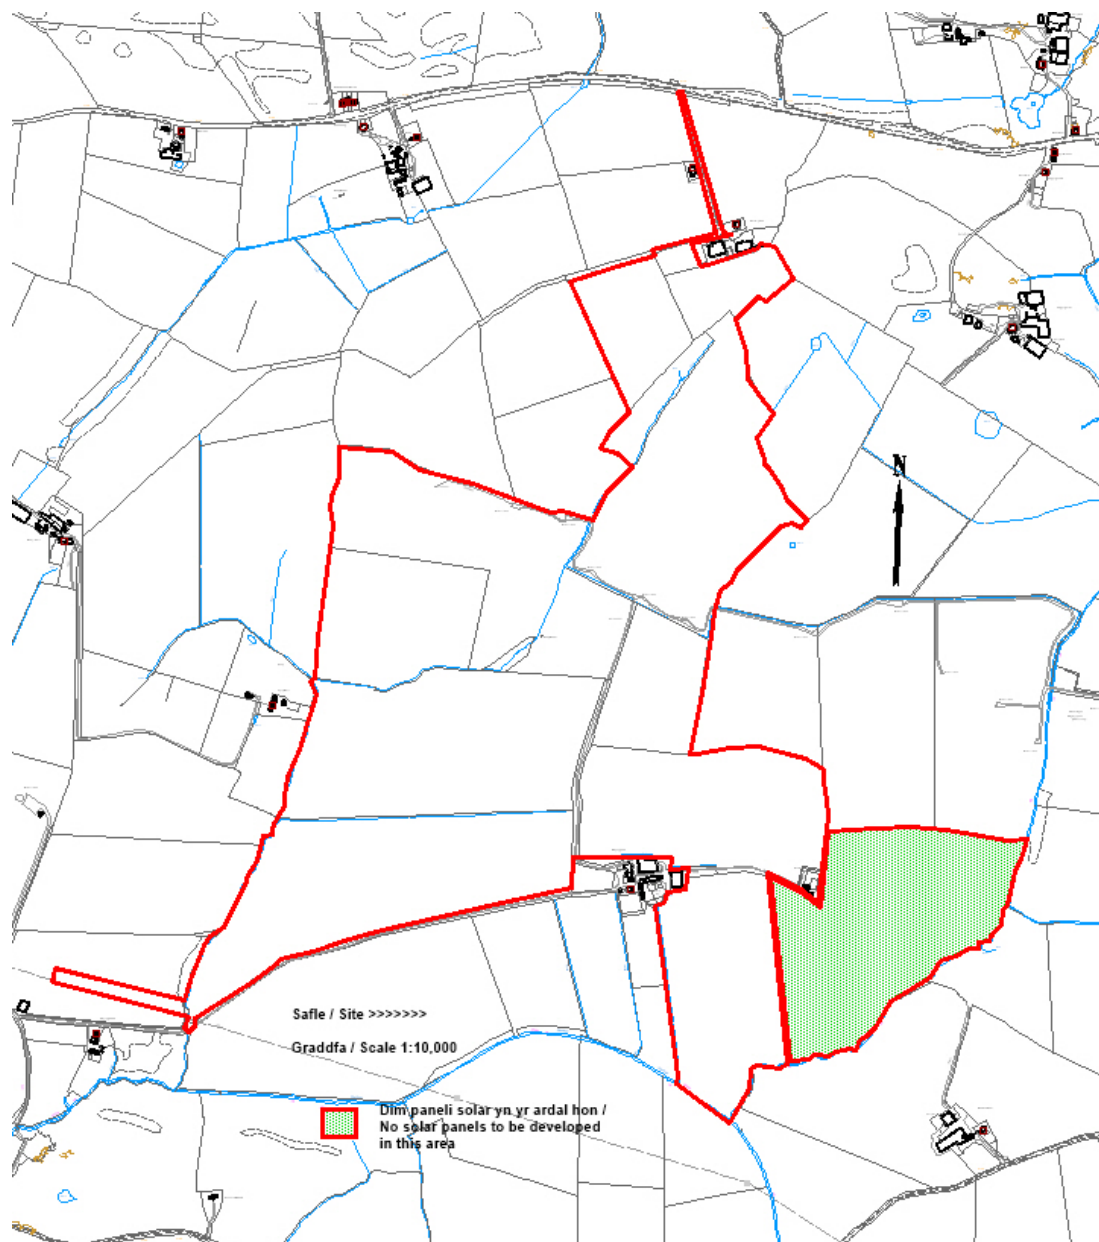 N
Safle / Site >>>>>>>
Graddfa / Scale 1:10,000
Dim paneli solar yn yr ardal hon /
No solar panels to be developed
in this area